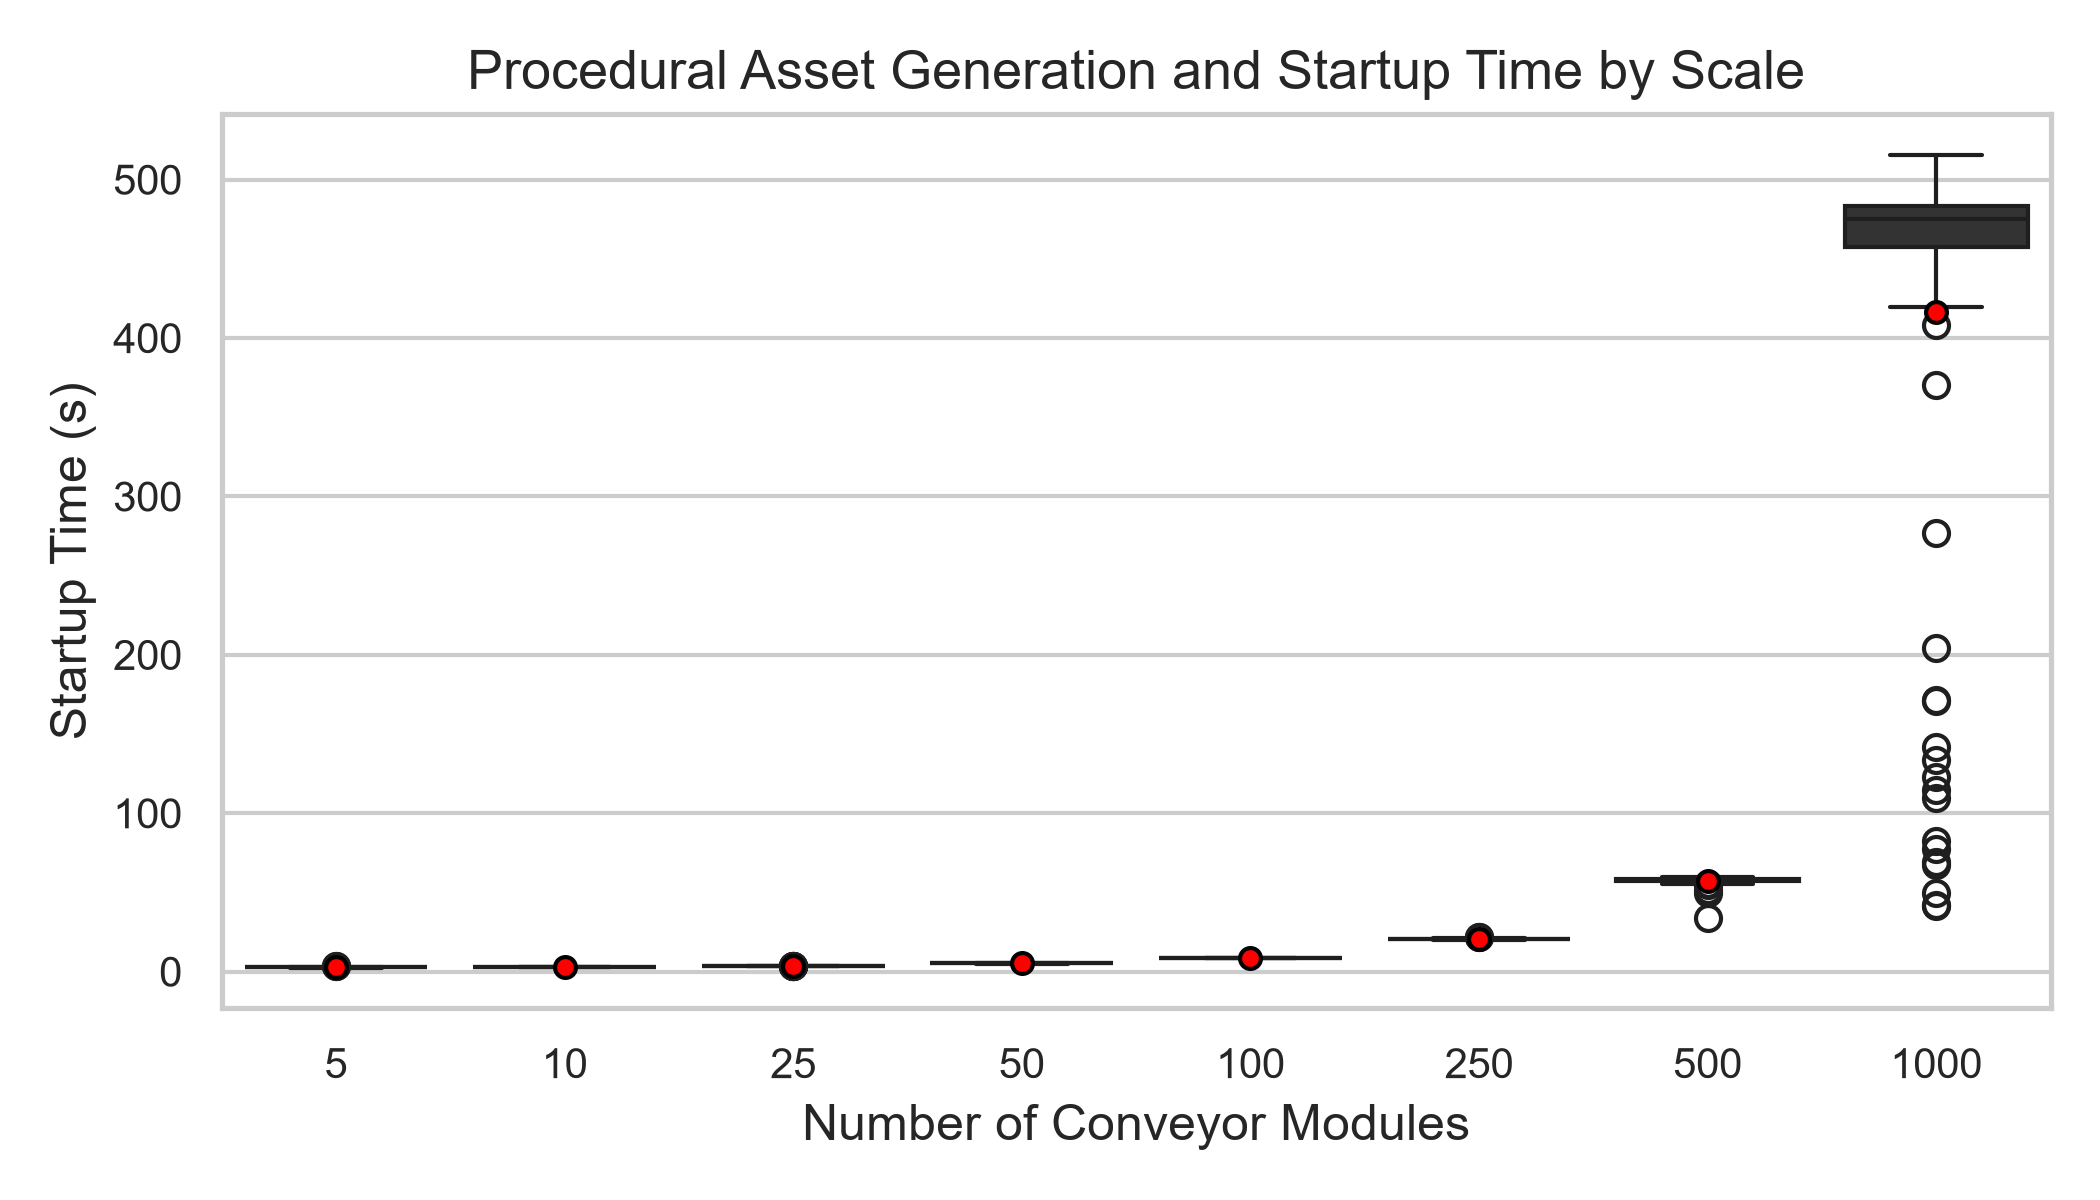 Procedural Asset Generation and Startup Time by Scale
500
400
300
200
100
0
Startup Time (s)
5 10 25 50 100 250 500 1000
Number of Conveyor Modules